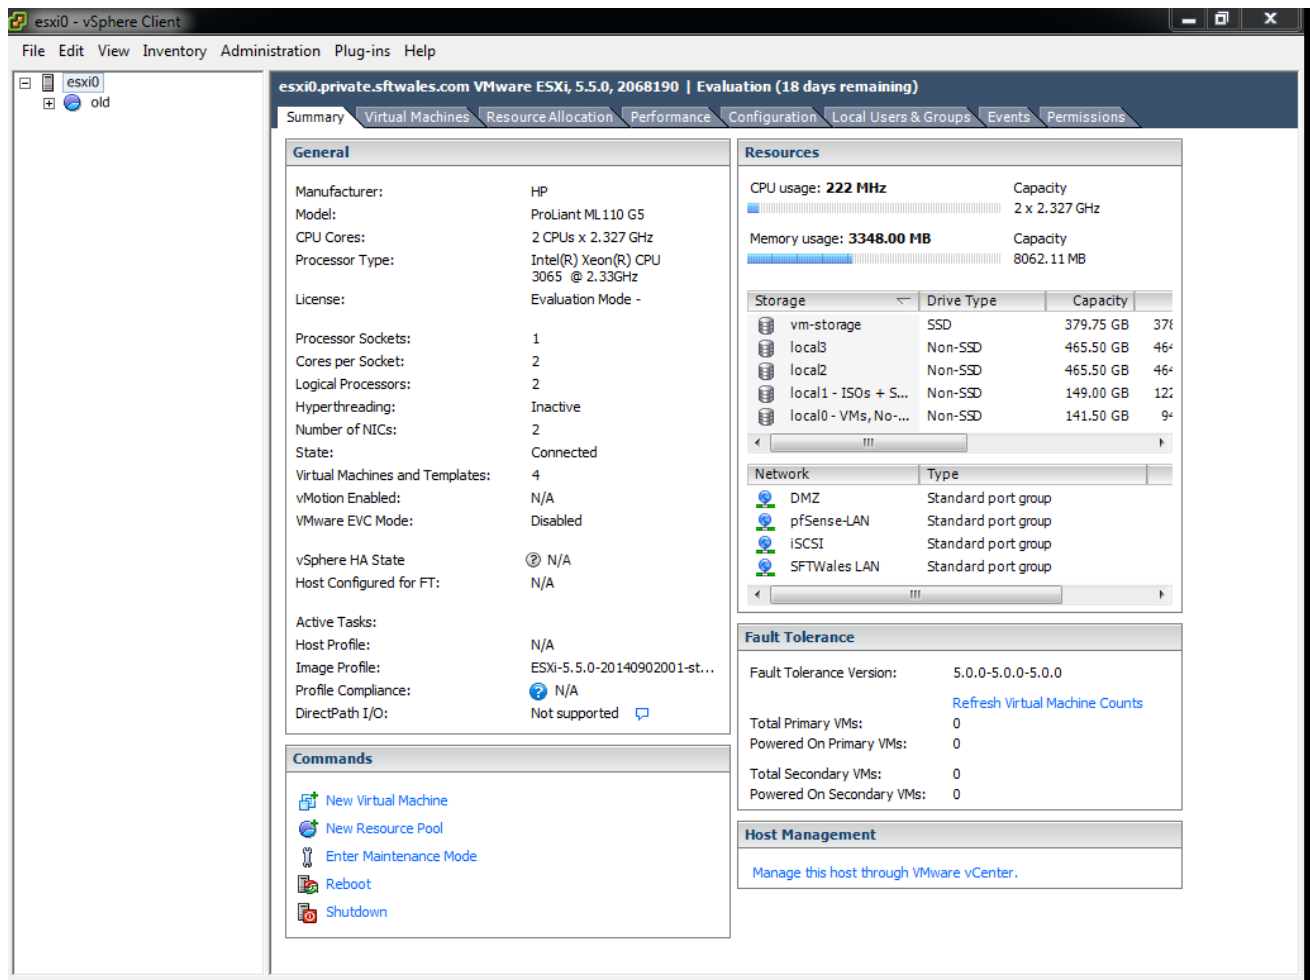 esxi0 - vSphere Client
File Edit View Inventory Administration Plug-ins Help
esxi0
old
esxi0.private.sftwales.com VMware ESXi, 5.5.0, 2068190 | Evaluation (18 days remaining)
Summary Virtual Machines Resource Allocation Performance Configuration Local Users & Groups Events Permissions
General
Manufacturer: HP
Model: ProLiant ML110 G5
CPU Cores: 2 CPUs x 2.327 GHz
Processor Type: Intel(R) Xeon(R) CPU
3065 @ 2.33GHz
License: Evaluation Mode -
Processor Sockets: 1
Cores per Socket: 2
Logical Processors: 2
Hyperthreading: Inactive
Number of NICs: 2
State: Connected
Virtual Machines and Templates: 4
vMotion Enabled: N/A
VMware EVC Mode: Disabled
vSphere HA State N/A
Host Configured for FT: N/A
Active Tasks:
Host Profile: N/A
Image Profile: ESXi-5.5.0-20140902001-st...
Profile Compliance: N/A
DirectPath I/O: Not supported
Commands
New Virtual Machine
New Resource Pool
Enter Maintenance Mode
Reboot
Shutdown
Resources
CPU usage: 222 MHz Capacity
2 x 2.327 GHz
Memory usage: 3348.00 MB Capacity
8062.11 MB
Storage Drive Type Capacity
vm-storage SSD 379.75 GB 378
local3 Non-SSD 465.50 GB 464
local2 Non-SSD 465.50 GB 464
local1 - ISOs + S... Non-SSD 149.00 GB 122
local0 - VMs, No-... Non-SSD 141.50 GB
Network Type
DMZ Standard port group
pfSense-LAN Standard port group
iSCSI Standard port group
SFTWales LAN Standard port group
Fault Tolerance
Fault Tolerance Version: 5.0.0-5.0.0-5.0.0
Refresh Virtual Machine Counts
Total Primary VMs: 0
Powered On Primary VMs: 0
Total Secondary VMs: 0
Powered On Secondary VMs: 0
Host Management
Manage this host through VMware vCenter.